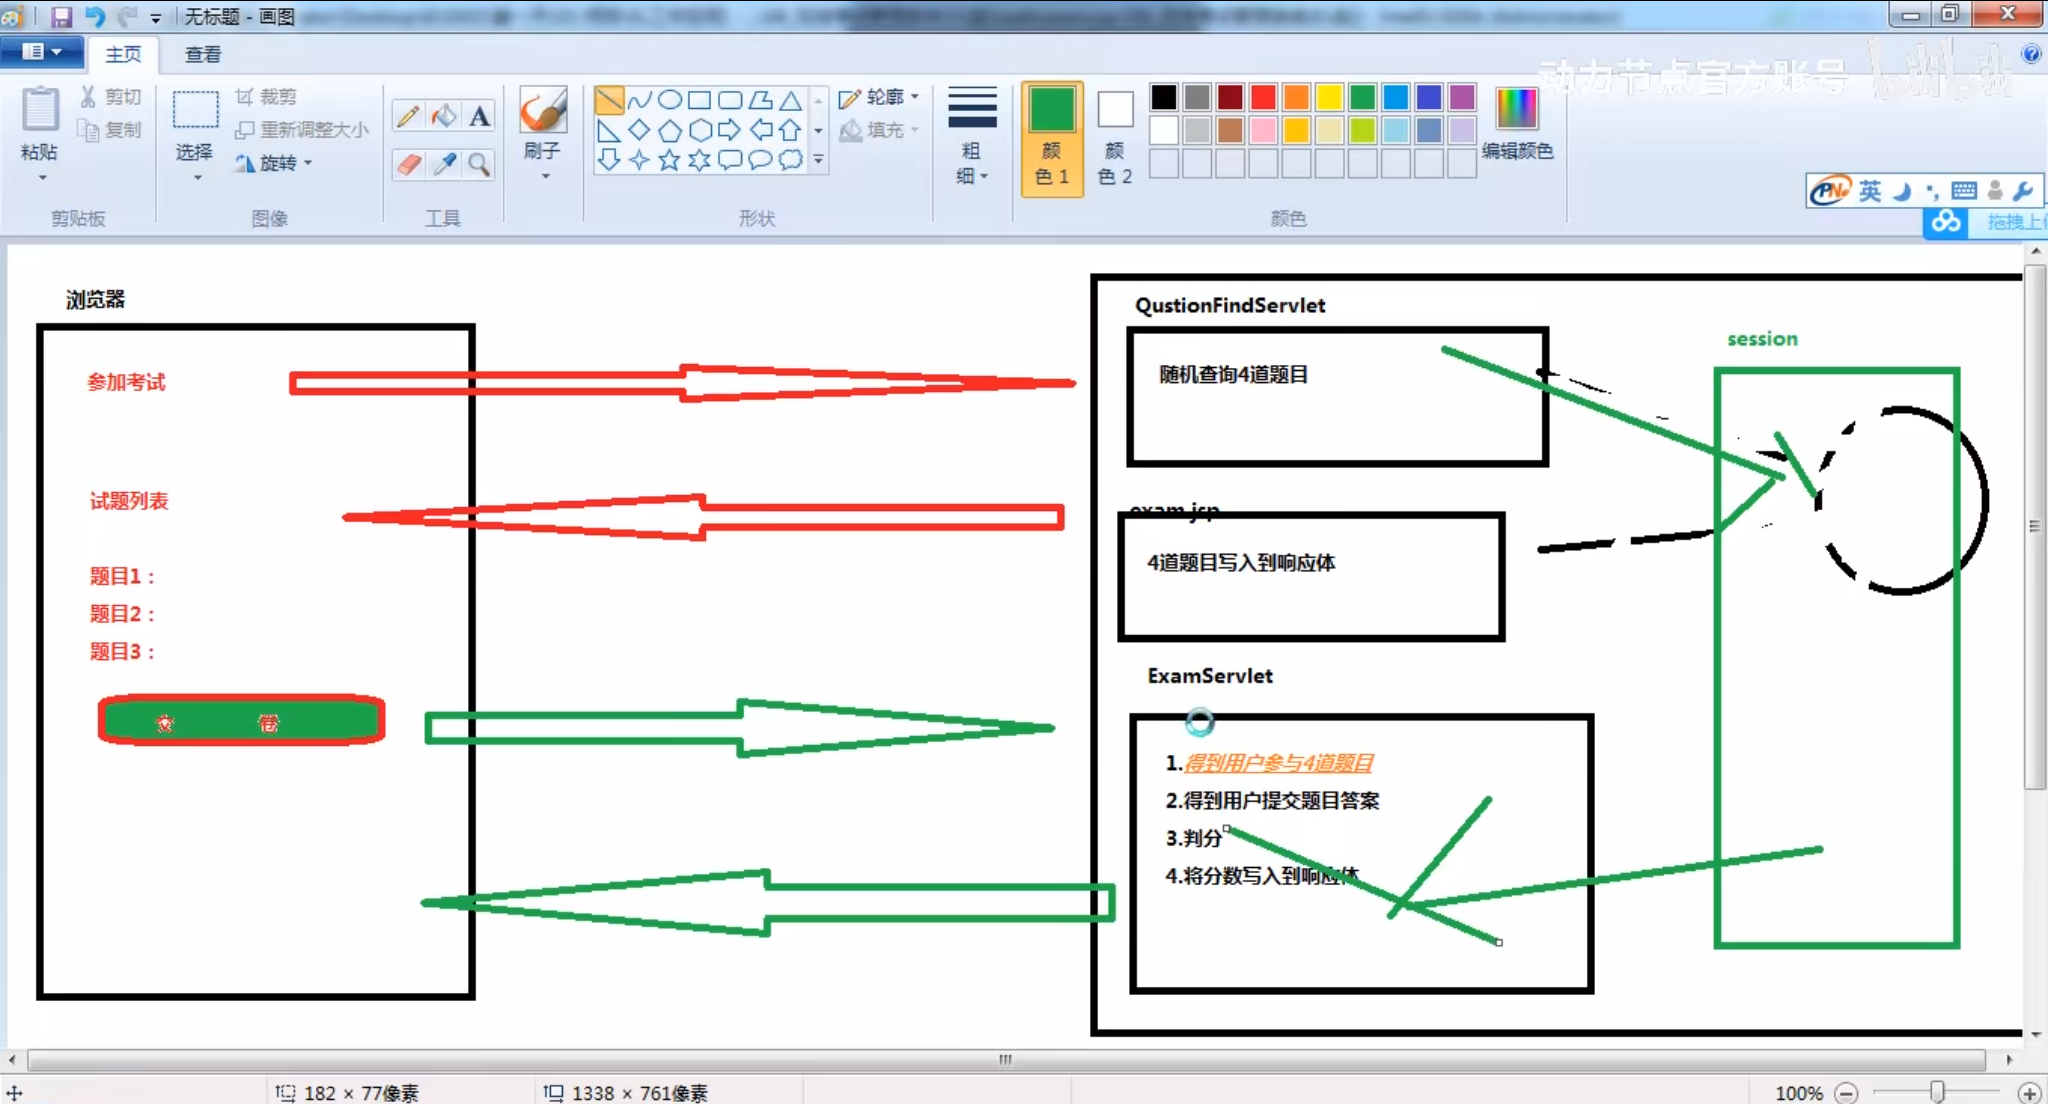 无标题 - 画图
主页 查看
动力节点官方账号 bilibili
粘贴
剪切
复制
剪贴板
选择
裁剪
重新调整大小
旋转
图像
A
工具
刷子
轮廓
填充
形状
粗
细
颜
色 1
颜
色 2
编辑颜色
颜色
英
拖拽上
浏览器
参加考试
试题列表
题目1：
题目2：
题目3：
交 卷
QustionFindServlet
随机查询4道题目
exam.jsp
4道题目写入到响应体
ExamServlet
1.得到用户参与4道题目
2.得到用户提交题目答案
3.判分
4.将分数写入到响应体
session
182 × 77像素
1338 × 761像素
100%